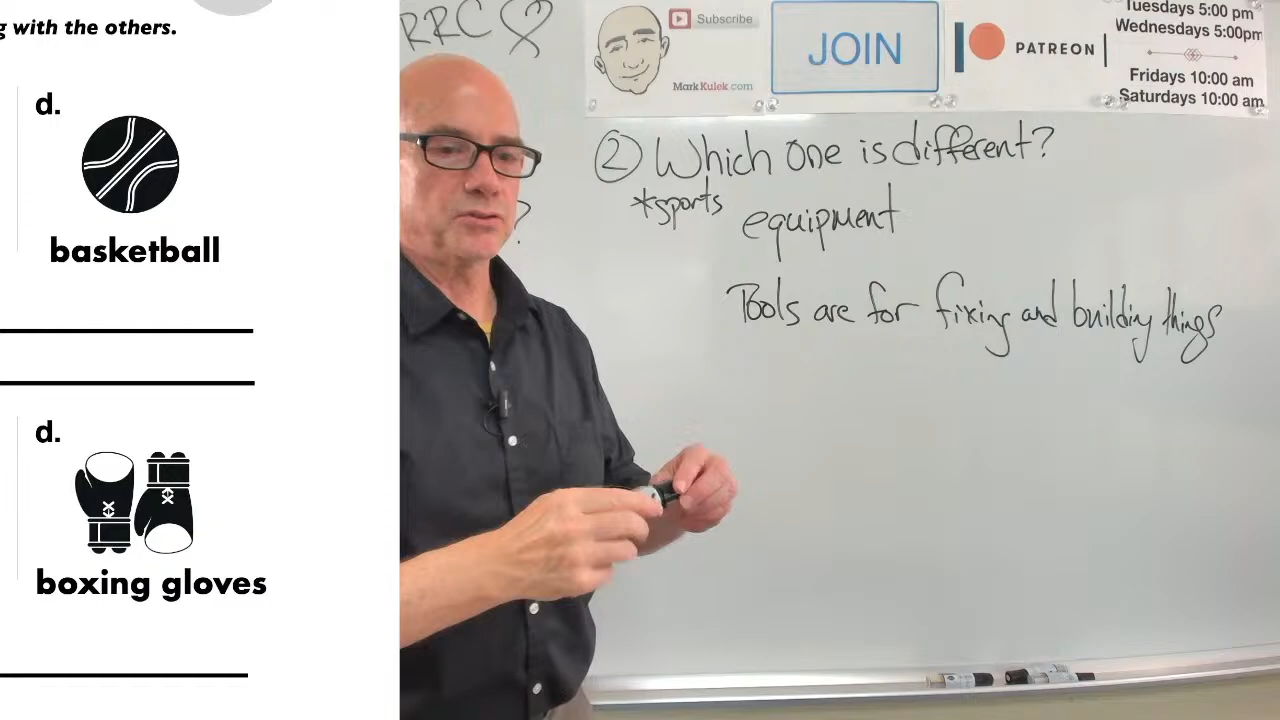 g with the others.
d.
basketball
d.
boxing gloves
RRC
?
Subscribe
MarkKulek.com
JOIN
PATREON
Tuesdays 5:00 pm
Wednesdays 5:00pm
Fridays 10:00 am
Saturdays 10:00 am
② Which one is different?
*sports equipment
Tools are for fixing and building things